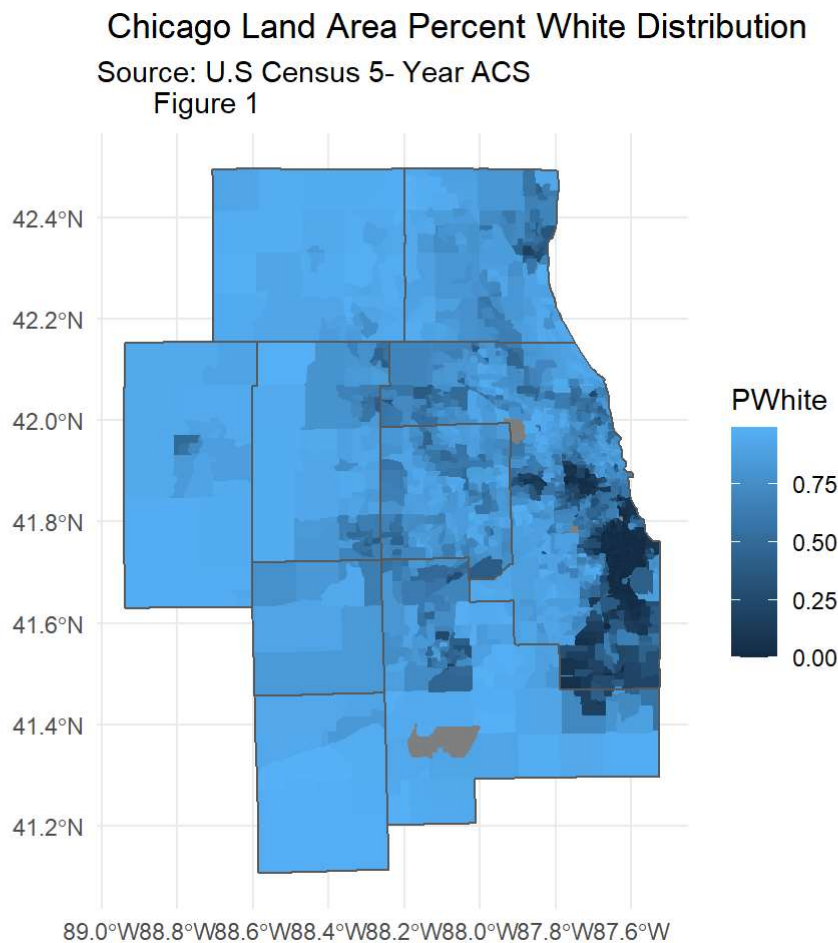 Chicago Land Area Percent White Distribution
Source: U.S Census 5- Year ACS
Figure 1
42.4°N
42.2°N
42.0°N
41.8°N
41.6°N
41.4°N
41.2°N
89.0°W88.8°W88.6°W88.4°W88.2°W88.0°W87.8°W87.6°W
PWhite
0.75
0.50
0.25
0.00